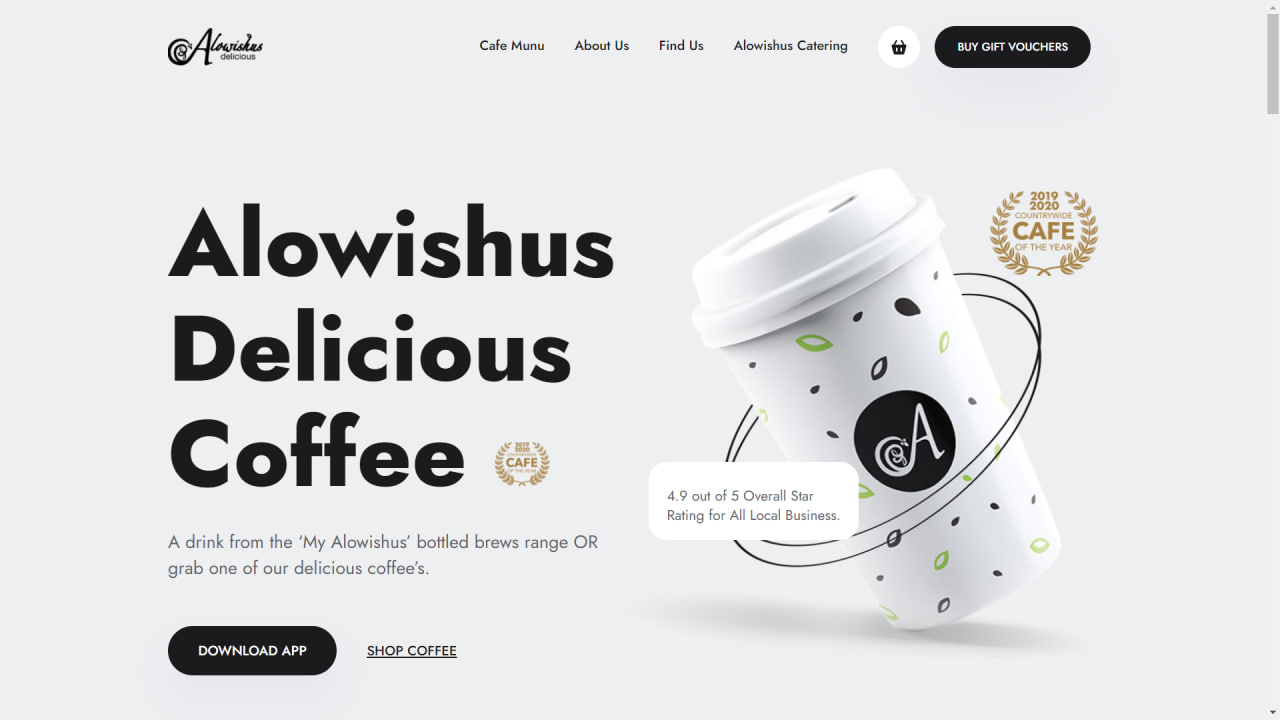 Alowishus
delicious
Cafe Munu
About Us
Find Us
Alowishus Catering
BUY GIFT VOUCHERS
Alowishus
Delicious
Coffee
2019
2020
COUNTRYWIDE
CAFE
OF THE YEAR
A drink from the ‘My Alowishus’ bottled brews range OR
grab one of our delicious coffee’s.
DOWNLOAD APP
SHOP COFFEE
2019
2020
COUNTRYWIDE
CAFE
OF THE YEAR
A
4.9 out of 5 Overall Star
Rating for All Local Business.